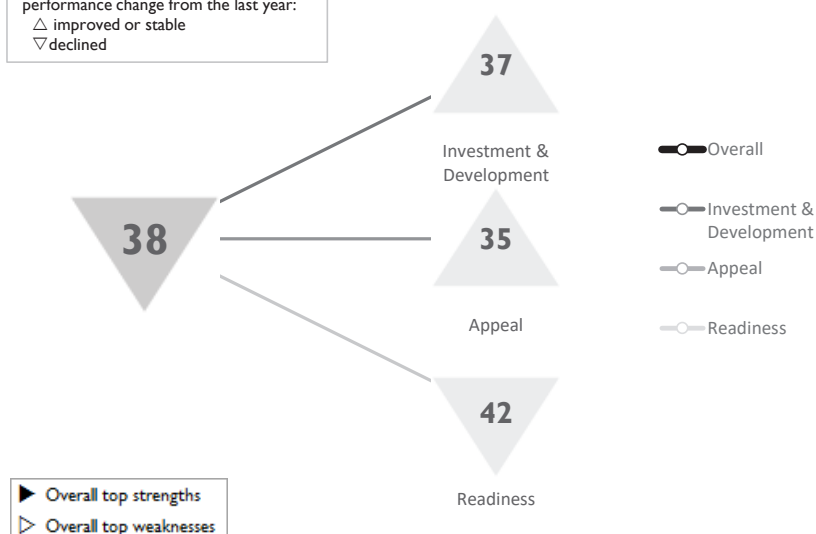 performance change from the last year:
△ improved or stable
▽ declined
37
Investment &
Development
38
35
Appeal
42
Readiness
Overall
Investment &
Development
Appeal
Readiness
▶ Overall top strengths
▷ Overall top weaknesses